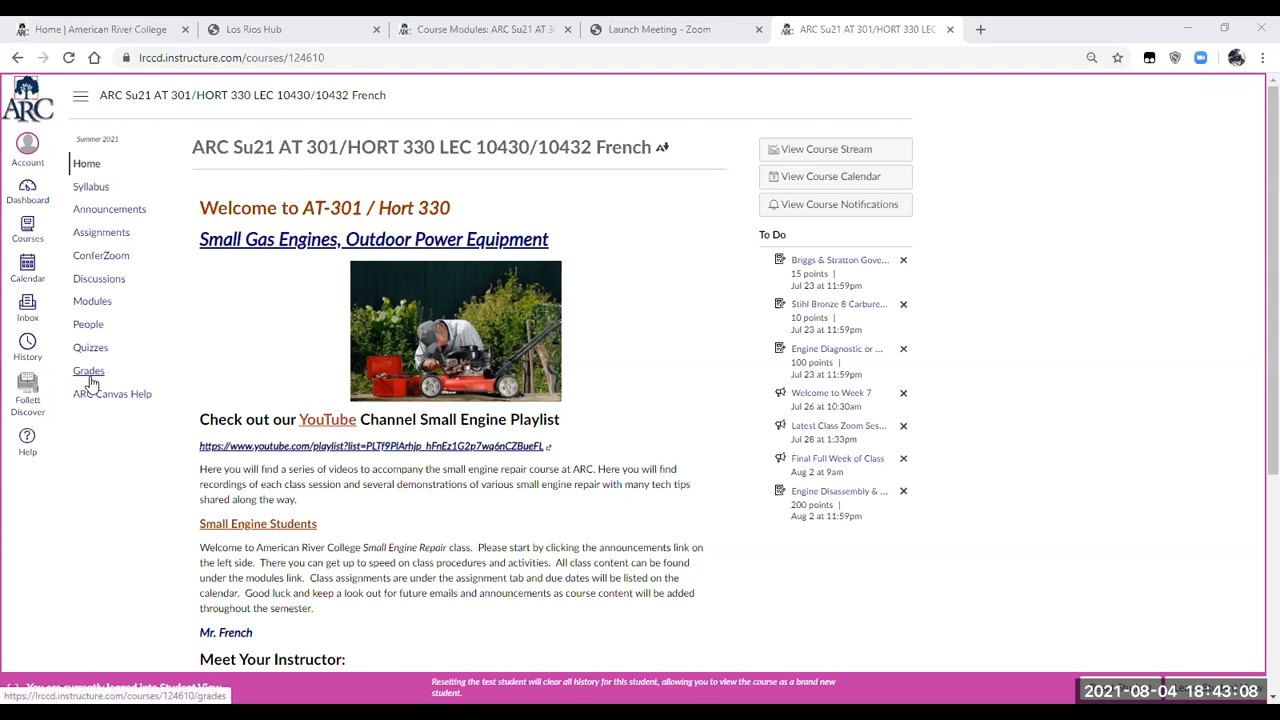 Home | American River College
Los Rios Hub
Course Modules: ARC Su21 AT 3
Launch Meeting - Zoom
ARC Su21 AT 301/HORT 330 LEC
lrccd.instructure.com/courses/124610
ARC
ARC Su21 AT 301/HORT 330 LEC 10430/10432 French
Account
Dashboard
Courses
Calendar
Inbox
History
Follett
Discover
Help
Summer 2021
Home
Syllabus
Announcements
Assignments
ConferZoom
Discussions
Modules
People
Quizzes
Grades
ARC Canvas Help
ARC Su21 AT 301/HORT 330 LEC 10430/10432 French
Welcome to AT-301 / Hort 330
Small Gas Engines, Outdoor Power Equipment
Check out our YouTube Channel Small Engine Playlist
https://www.youtube.com/playlist?list=PLTf9PlArhjp_hFnEz1G2p7wq6nCZBueFL
Here you will find a series of videos to accompany the small engine repair course at ARC. Here you will find
recordings of each class session and several demonstrations of various small engine repair with many tech tips
shared along the way.
Small Engine Students
Welcome to American River College Small Engine Repair class. Please start by clicking the announcements link on
the left side. There you can get up to speed on class procedures and activities. All class content can be found
under the modules link. Class assignments are under the assignment tab and due dates will be listed on the
calendar. Good luck and keep a look out for future emails and announcements as course content will be added
throughout the semester.
Mr. French
Meet Your Instructor:
View Course Stream
View Course Calendar
View Course Notifications
To Do
Briggs & Stratton Gove...
15 points |
Jul 23 at 11:59pm
Stihl Bronze 8 Carbure...
10 points |
Jul 23 at 11:59pm
Engine Diagnostic or ...
100 points |
Jul 23 at 11:59pm
Welcome to Week 7
Jul 26 at 10:30am
Latest Class Zoom Ses...
Jul 28 at 1:33pm
Final Full Week of Class
Aug 2 at 9am
Engine Disassembly & ...
200 points |
Aug 2 at 11:59pm
You are currently logged into Student View
https://lrccd.instructure.com/courses/124610/grades
Resetting the test student will clear all history for this student, allowing you to view the course as a brand new
student.
2021-08-04 18:43:08